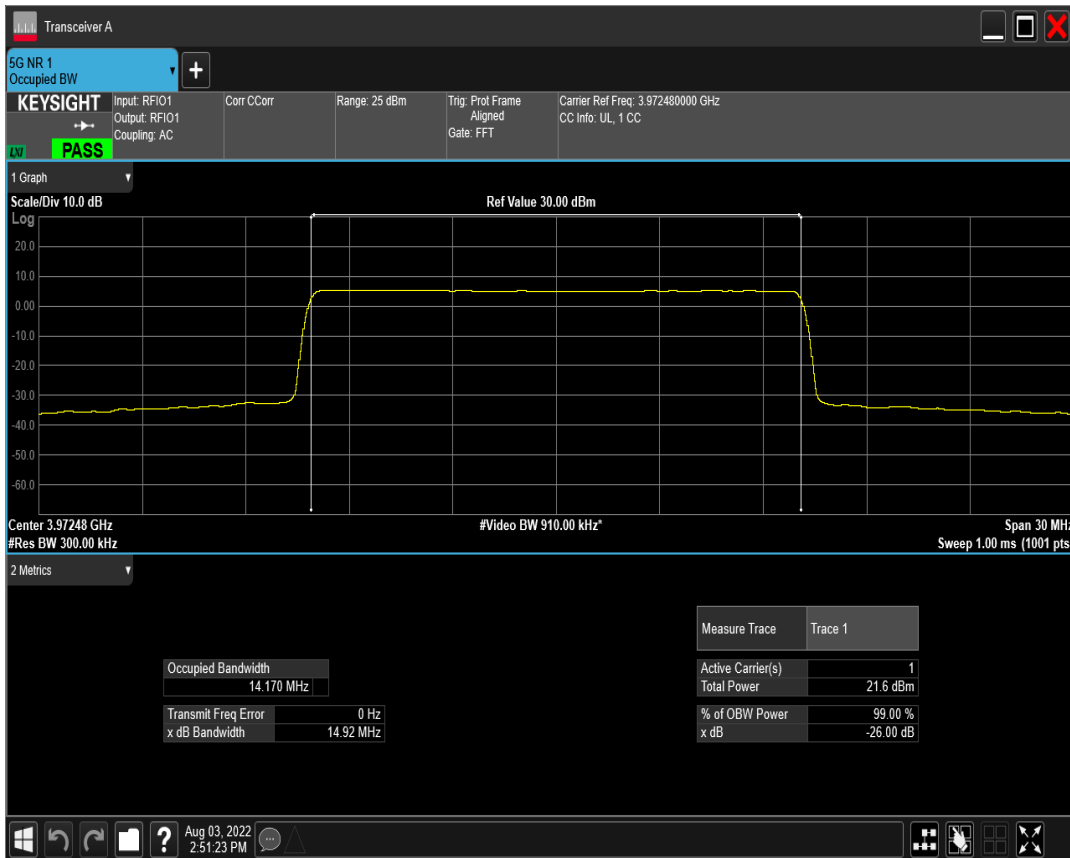 Transceiver A
5G NR 1
Occupied BW
+
KEYSIGHT
LXI
PASS
Input: RFIO1
Output: RFIO1
Coupling: AC
Corr CCorr
Range: 25 dBm
Trig: Prot Frame
Aligned
Gate: FFT
Carrier Ref Freq: 3.972480000 GHz
CC Info: UL, 1 CC
1 Graph
Scale/Div 10.0 dB
Ref Value 30.00 dBm
Log
20.0
10.0
0.00
-10.0
-20.0
-30.0
-40.0
-50.0
-60.0
Center 3.97248 GHz
#Video BW 910.00 kHz*
Span 30 MHz
#Res BW 300.00 kHz
Sweep 1.00 ms (1001 pts
2 Metrics
Measure Trace Trace 1
Occupied Bandwidth
14.170 MHz
Active Carrier(s) 1
Total Power 21.6 dBm
Transmit Freq Error 0 Hz
x dB Bandwidth 14.92 MHz
% of OBW Power 99.00 %
x dB -26.00 dB
?
Aug 03, 2022
2:51:23 PM